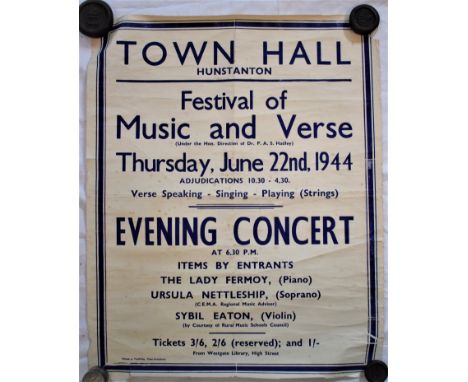 TOWN HALL
HUNSTANTON
Festival of
Music and Verse
(Under the Hon. Direction of Dr. P. A. S. Hadley)
Thursday, June 22nd, 1944
ADJUDICATIONS 10.30 - 4.30.
Verse Speaking - Singing - Playing (Strings)
EVENING CONCERT
AT 6.30 P.M.
ITEMS BY ENTRANTS
THE LADY FERMOY, (Piano)
URSULA NETTLESHIP, (Soprano)
(C.E.M.A. Regional Music Adviser)
SYBIL EATON, (Violin)
(by Courtesy of Rural Music Schools Council)
Tickets 3/6, 2/6 (reserved); and 1/-
From Westgate Library, High Street